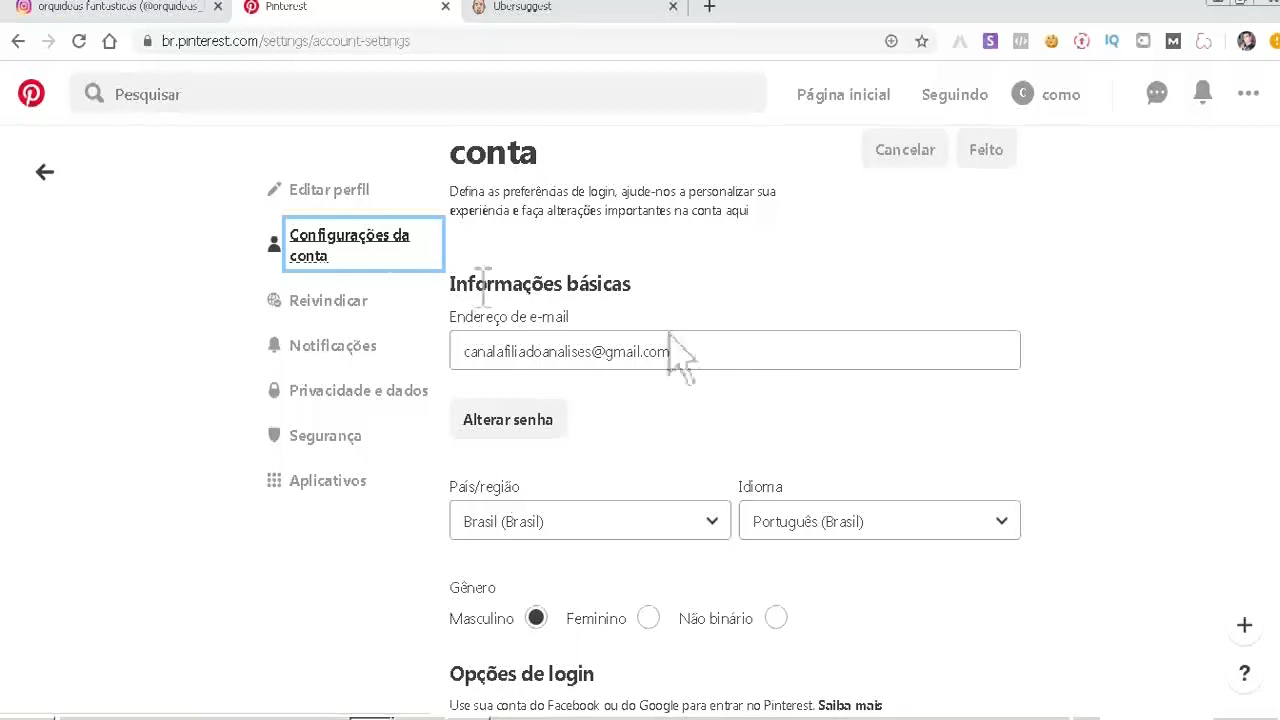 orquideas fantasticas (@orquideas_
Pinterest
Ubersuggest
br.pinterest.com/settings/account-settings
Pesquisar
Página inicial
Seguindo
C
como
conta
Cancelar
Feito
Defina as preferências de login, ajude-nos a personalizar sua
experiência e faça alterações importantes na conta aqui
Editar perfil
Configurações da
conta
Reivindicar
Notificações
Privacidade e dados
Segurança
Aplicativos
Informações básicas
Endereço de e-mail
canalafiliadoanalises@gmail.com
Alterar senha
País/região
Idioma
Brasil (Brasil)
Português (Brasil)
Gênero
Masculino
Feminino
Não binário
Opções de login
Use sua conta do Facebook ou do Google para entrar no Pinterest. Saiba mais